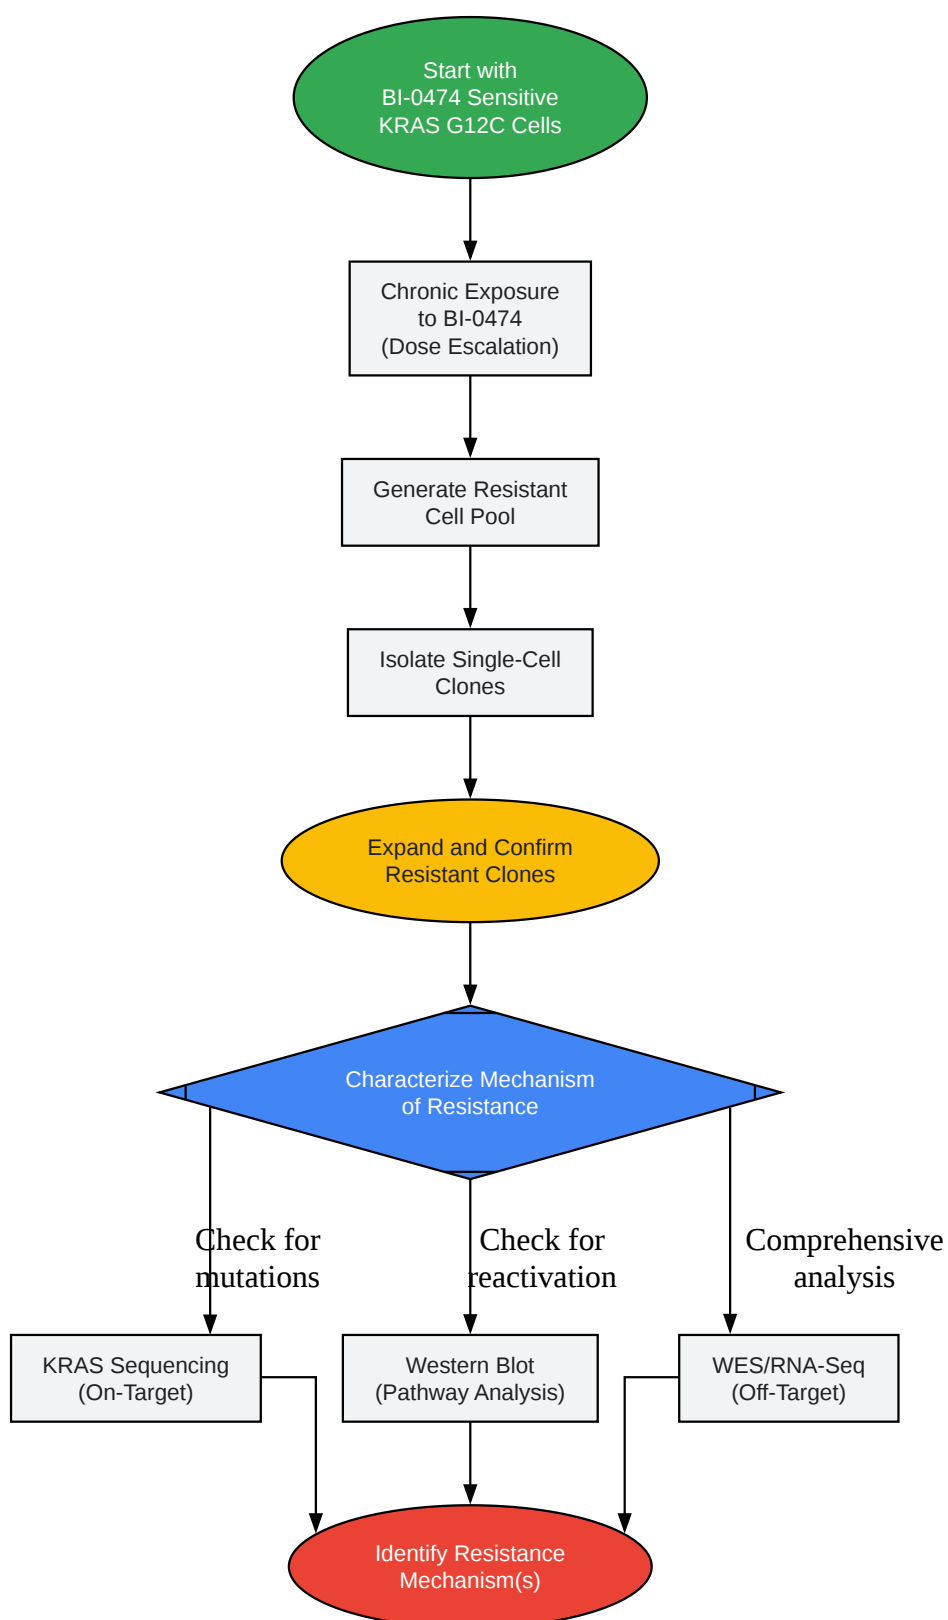 Start with
BI-0474 Sensitive
KRAS G12C Cells
Chronic Exposure
to BI-0474
(Dose Escalation)
Generate Resistant
Cell Pool
Isolate Single-Cell
Clones
Expand and Confirm
Resistant Clones
Characterize Mechanism
of Resistance
Check for
mutations
Check for
reactivation
Comprehensive
analysis
KRAS Sequencing
(On-Target)
Western Blot
(Pathway Analysis)
WES/RNA-Seq
(Off-Target)
Identify Resistance
Mechanism(s)